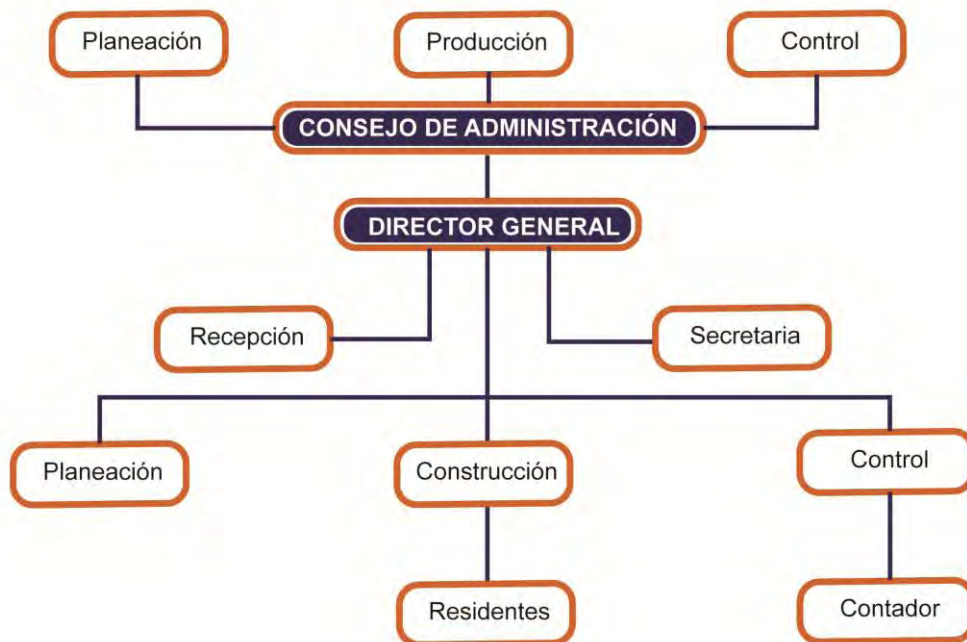 Planeación
Producción
Control
CONSEJO DE ADMINISTRACIÓN
DIRECTOR GENERAL
Recepción
Secretaria
Planeación
Construcción
Control
Residentes
Contador